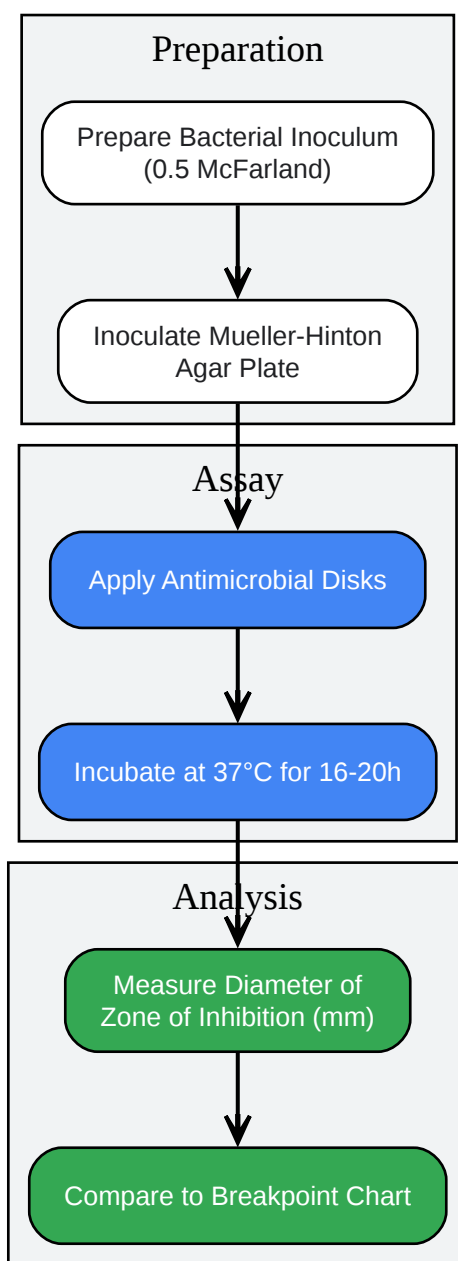 Preparation
Prepare Bacterial Inoculum
(0.5 McFarland)
Inoculate Mueller-Hinton
Agar Plate
Assay
Apply Antimicrobial Disks
Incubate at 37°C for 16-20h
Analysis
Measure Diameter of
Zone of Inhibition (mm)
Compare to Breakpoint Chart